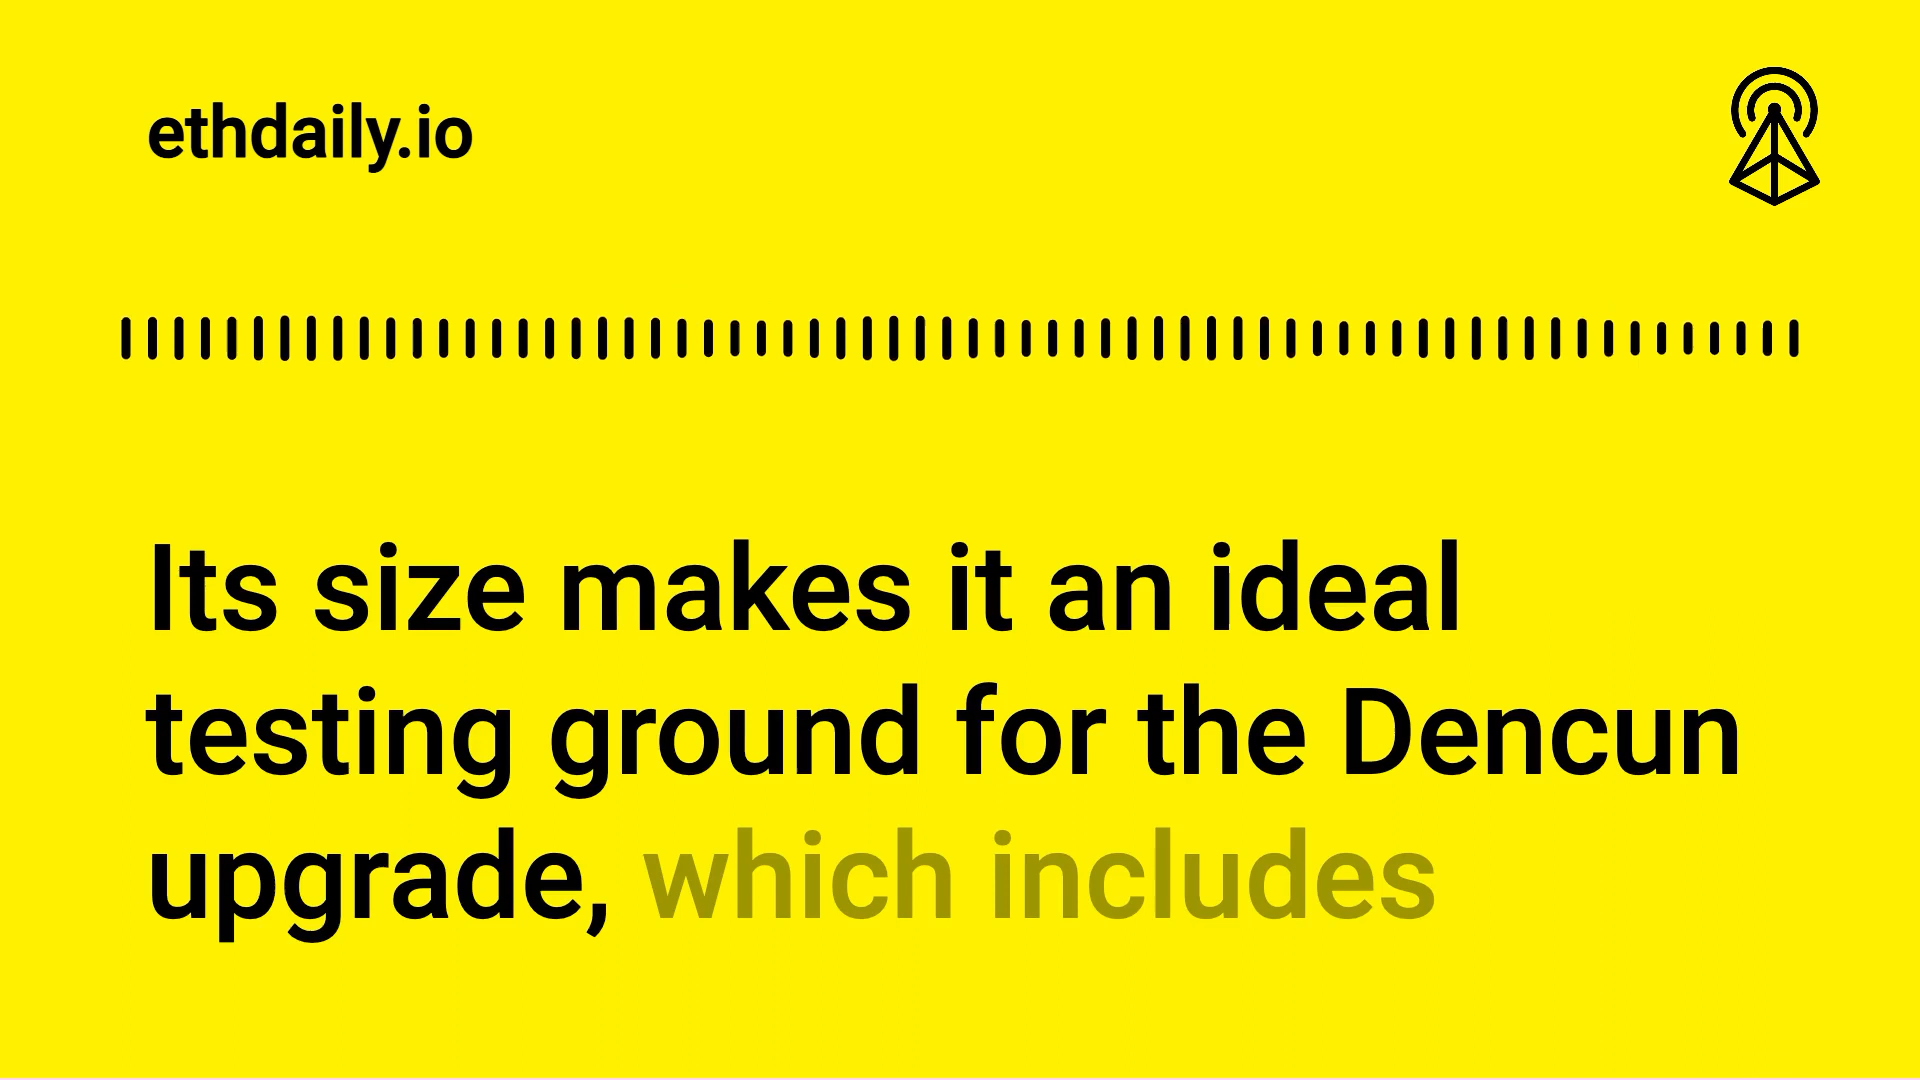 ethdaily.io
Its size makes it an ideal
testing ground for the Dencun
upgrade, which includes